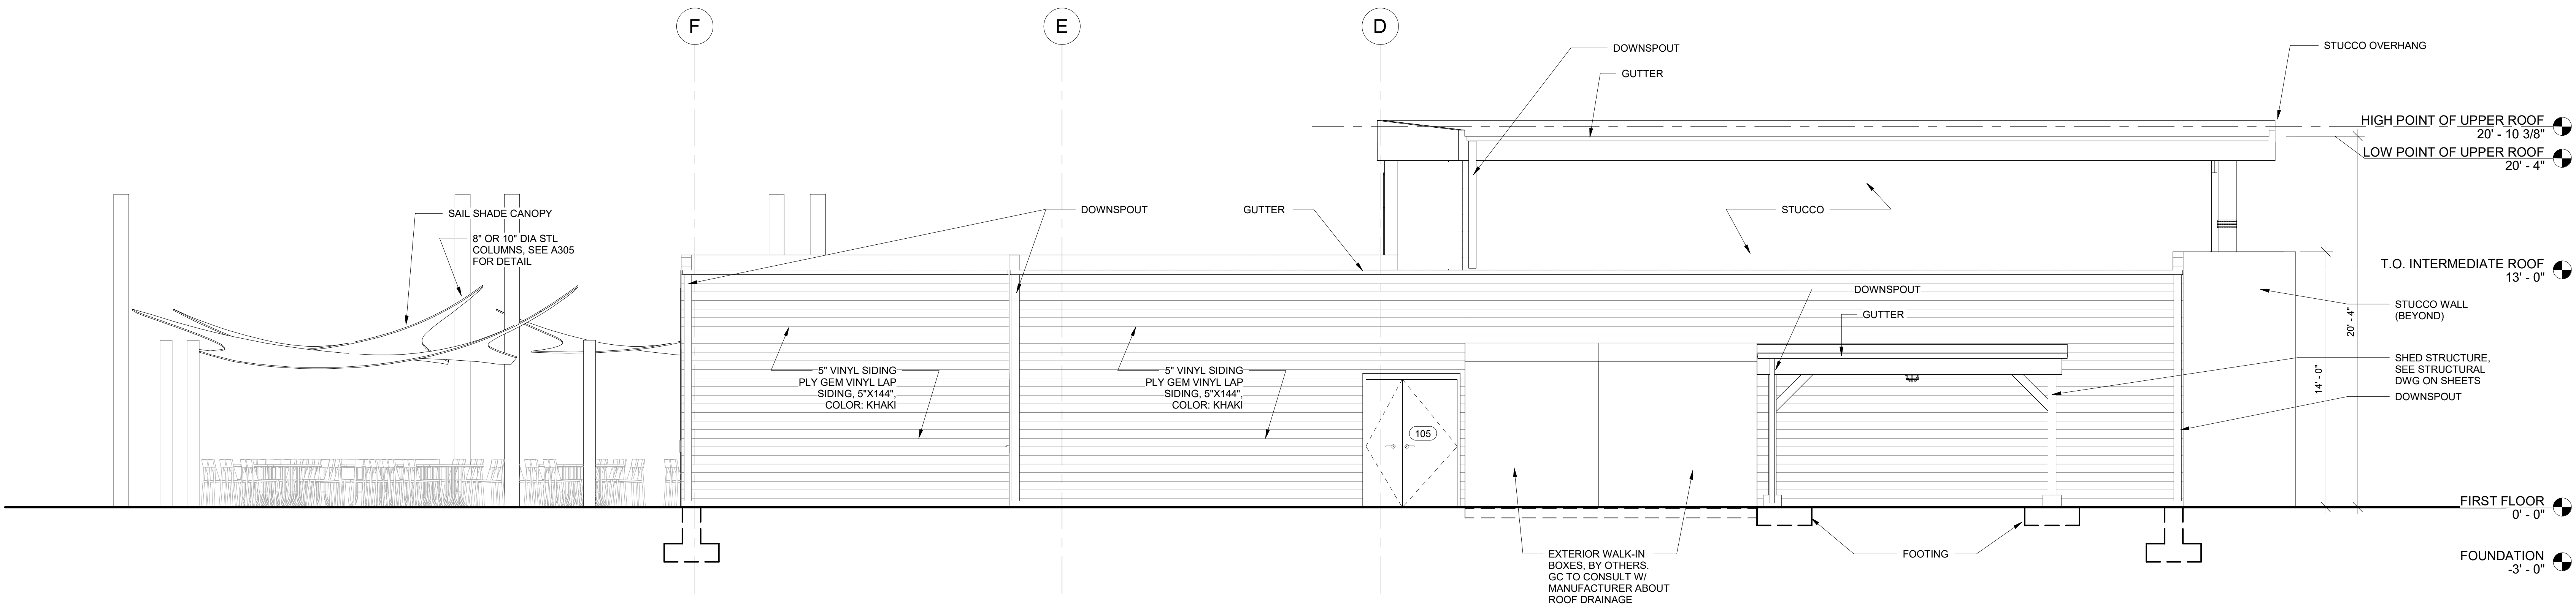 F
E
D
DOWNSPOUT
GUTTER
STUCCO OVERHANG
HIGH POINT OF UPPER ROOF
20' - 10 3/8"
LOW POINT OF UPPER ROOF
20' - 4"
SAIL SHADE CANOPY
8" OR 10" DIA STL
COLUMNS, SEE A305
FOR DETAIL
DOWNSPOUT
GUTTER
STUCCO
T.O. INTERMEDIATE ROOF
13' - 0"
DOWNSPOUT
GUTTER
STUCCO WALL
(BEYOND)
20' - 4"
14' - 0"
5" VINYL SIDING
PLY GEM VINYL LAP
SIDING, 5"X144",
COLOR: KHAKI
5" VINYL SIDING
PLY GEM VINYL LAP
SIDING, 5"X144",
COLOR: KHAKI
SHED STRUCTURE,
SEE STRUCTURAL
DWG ON SHEETS
DOWNSPOUT
105
FIRST FLOOR
0' - 0"
EXTERIOR WALK-IN
BOXES, BY OTHERS.
GC TO CONSULT W/
MANUFACTURER ABOUT
ROOF DRAINAGE
FOOTING
FOUNDATION
-3' - 0"